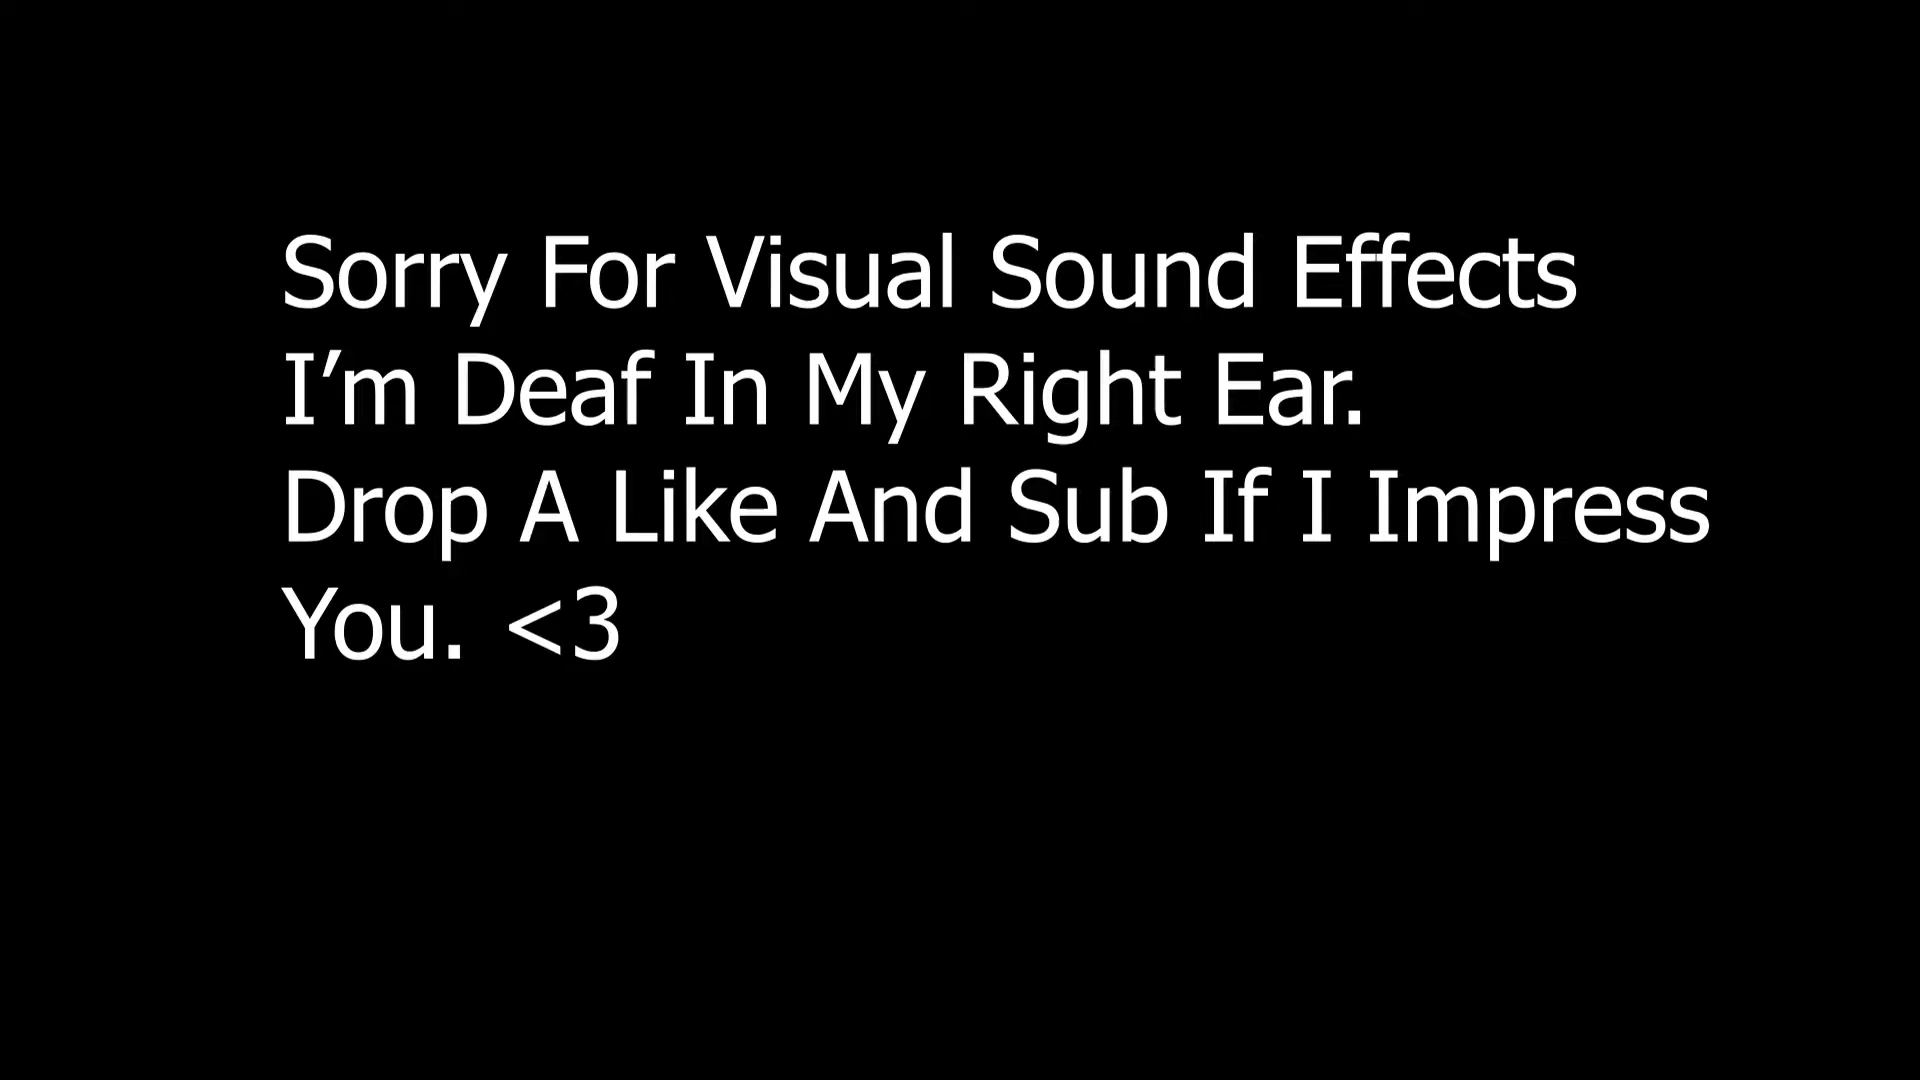 Sorry For Visual Sound Effects
I’m Deaf In My Right Ear.
Drop A Like And Sub If I Impress
You. <3